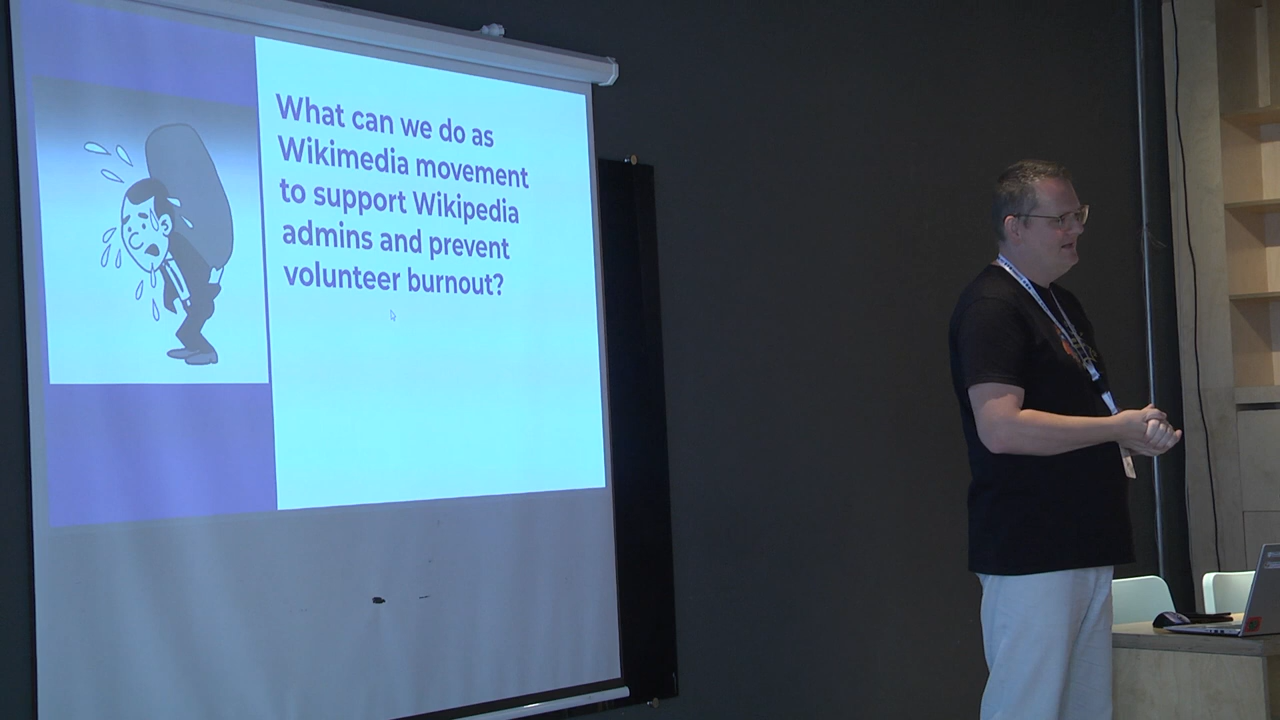 What can we do as
Wikimedia movement
to support Wikipedia
admins and prevent
volunteer burnout?